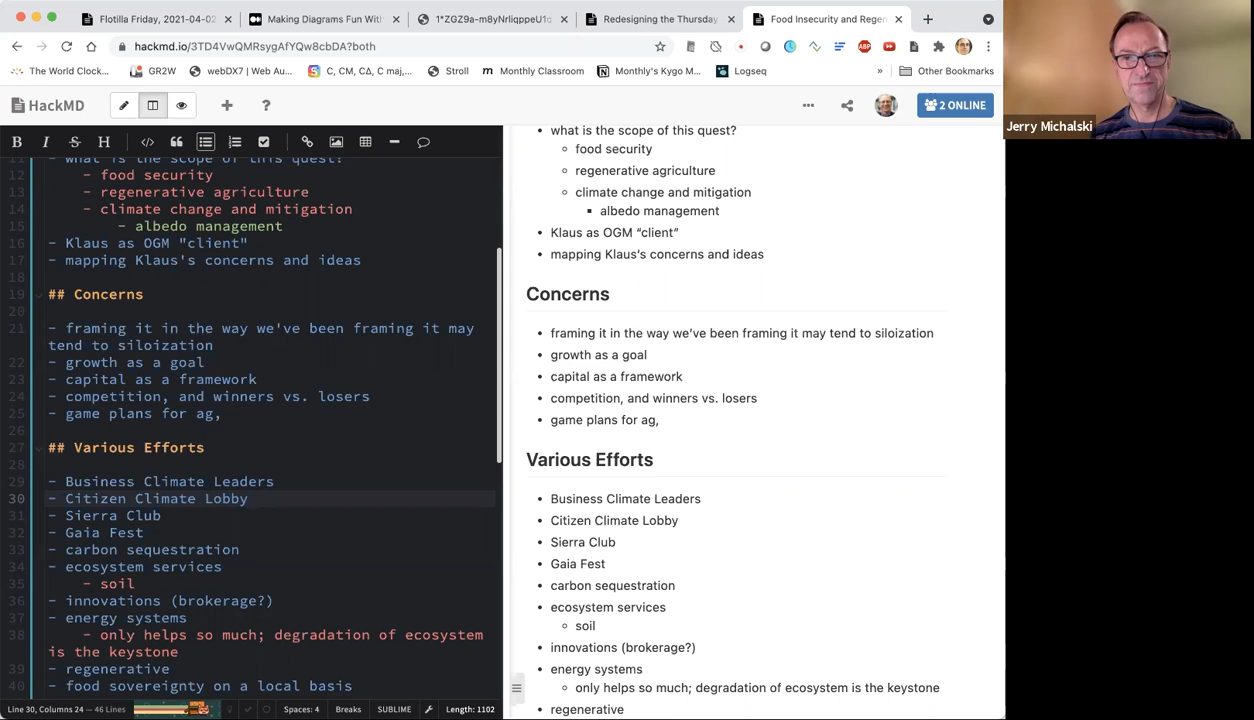 Flotilla Friday, 2021-04-02
Making Diagrams Fun Wit
1*ZGZ9a-m8yNrliqppeU1c
Redesigning the Thursday
Food Insecurity and Regen
hackmd.io/3TD4VwQMRsygAfYQw8cbDA?both
The World Clock...
GR2W
webDX7 | Web Au...
C, CM, CΔ, C maj,...
Stroll
Monthly Classroom
Monthly's Kygo M...
Logseq
»
Other Bookmarks
HackMD
2 ONLINE
B I S H
11 - what is the scope of this quest?
12 - food security
13 - regenerative agriculture
14 - climate change and mitigation
15 - albedo management
16 - Klaus as OGM "client"
17 - mapping Klaus's concerns and ideas
18
19 ## Concerns
20
21 - framing it in the way we've been framing it may
tend to siloization
22 - growth as a goal
23 - capital as a framework
24 - competition, and winners vs. losers
25 - game plans for ag,
26
27 ## Various Efforts
28
29 - Business Climate Leaders
30 - Citizen Climate Lobby
31 - Sierra Club
32 - Gaia Fest
33 - carbon sequestration
34 - ecosystem services
35 - soil
36 - innovations (brokerage?)
37 - energy systems
38 - only helps so much; degradation of ecosystem
is the keystone
39 - regenerative
40 - food sovereignty on a local basis
Line 30, Columns 24 — 46 Lines
Spaces: 4
Breaks
SUBLIME
Length: 1102
• what is the scope of this quest?
food security
regenerative agriculture
climate change and mitigation
albedo management
• Klaus as OGM “client”
• mapping Klaus’s concerns and ideas
Concerns
• framing it in the way we’ve been framing it may tend to siloization
• growth as a goal
• capital as a framework
• competition, and winners vs. losers
• game plans for ag,
Various Efforts
• Business Climate Leaders
• Citizen Climate Lobby
• Sierra Club
• Gaia Fest
• carbon sequestration
• ecosystem services
soil
• innovations (brokerage?)
• energy systems
only helps so much; degradation of ecosystem is the keystone
• regenerative
Jerry Michalski